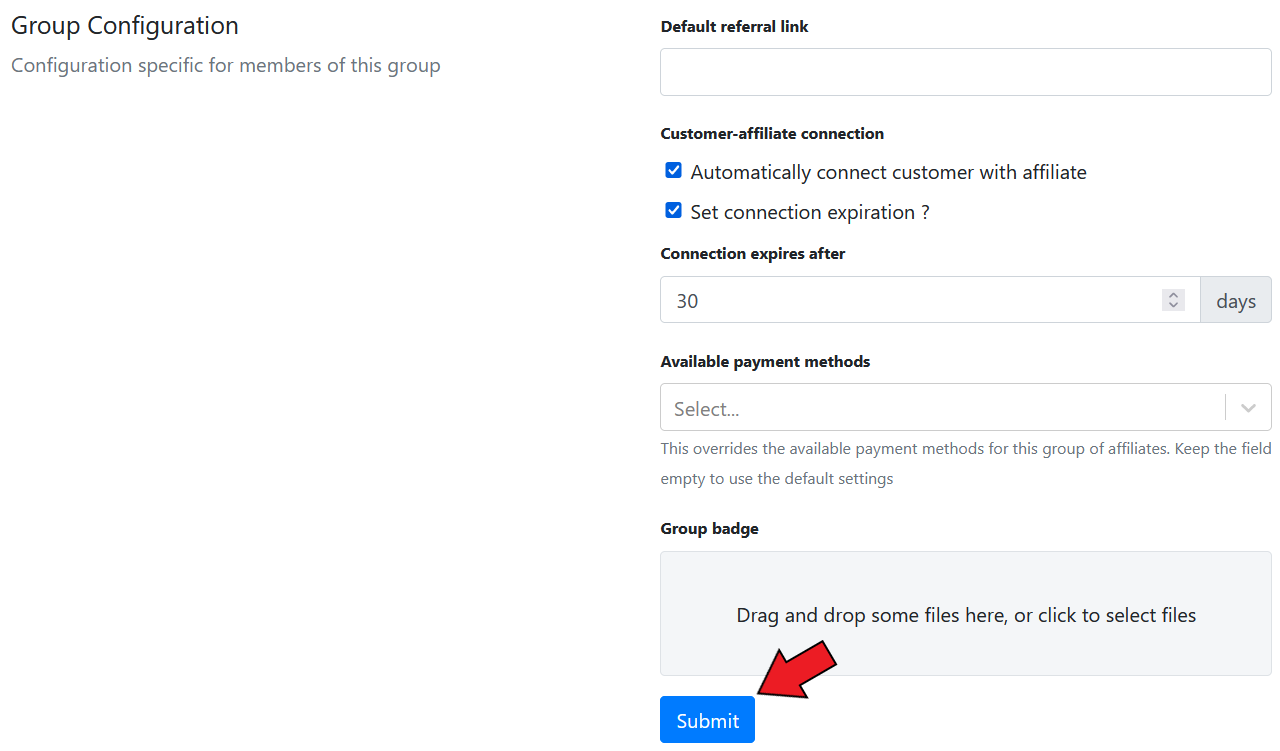 Group Configuration
Configuration specific for members of this group
Default referral link
Customer-affiliate connection
Automatically connect customer with affiliate
Set connection expiration ?
Connection expires after
30
days
Available payment methods
Select...
This overrides the available payment methods for this group of affiliates. Keep the field
empty to use the default settings
Group badge
Drag and drop some files here, or click to select files
Submit